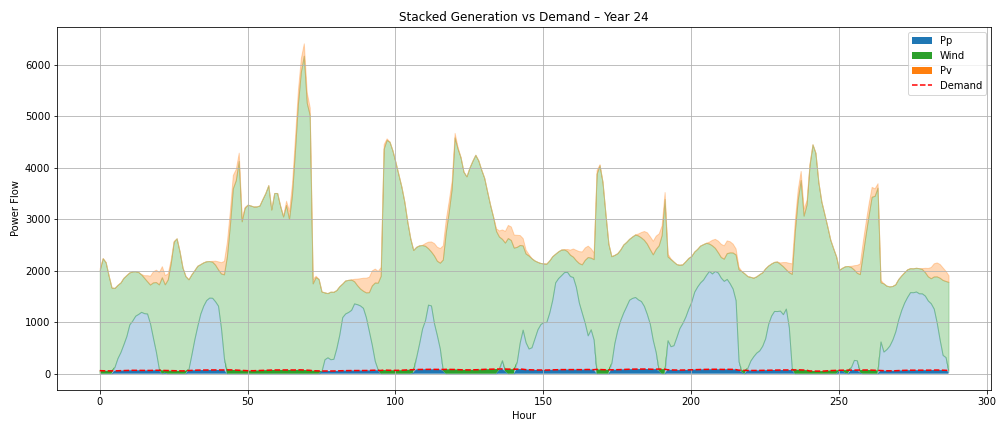 Stacked Generation vs Demand – Year 24
Power Flow
6000
5000
4000
3000
2000
1000
0
0 50 100 150 200 250 300
Hour
Pp
Wind
Pv
Demand